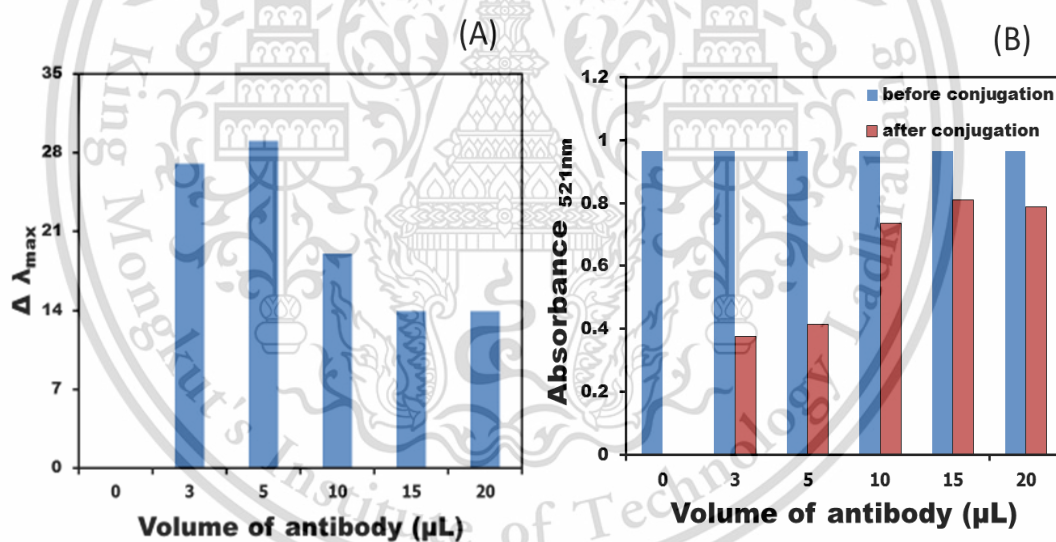 (A)
35
28
21
14
7
0
Δ λmax
0 3 5 10 15 20
Volume of antibody (µL)
(B)
1.2
1
0.8
0.6
0.4
0.2
0
Absorbance 521nm
before conjugation
after conjugation
0 3 5 10 15 20
Volume of antibody (µL)
King Mongkut's Institute of Technology Ladkrabang